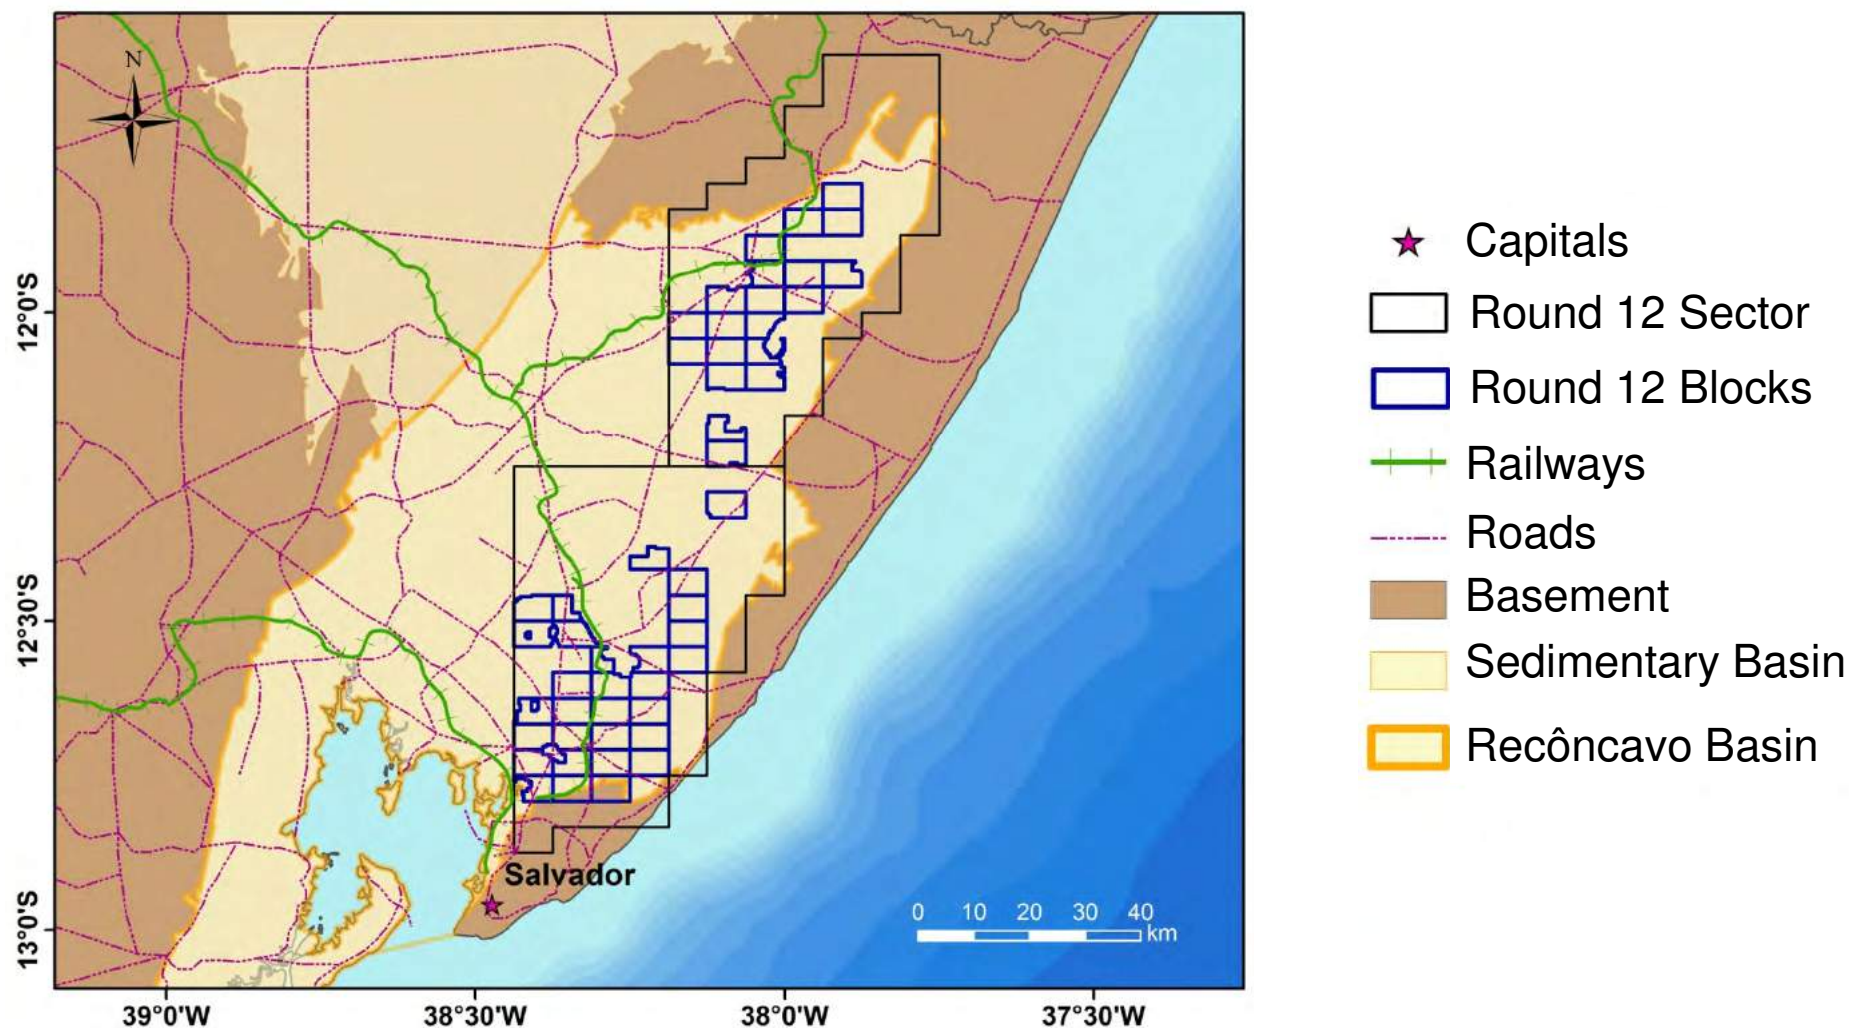 N
12°0'S
12°30'S
13°0'S
Salvador
0 10 20 30 40
km
39°0'W 38°30'W 38°0'W 37°30'W
Capitals
Round 12 Sector
Round 12 Blocks
Railways
Roads
Basement
Sedimentary Basin
Recôncavo Basin